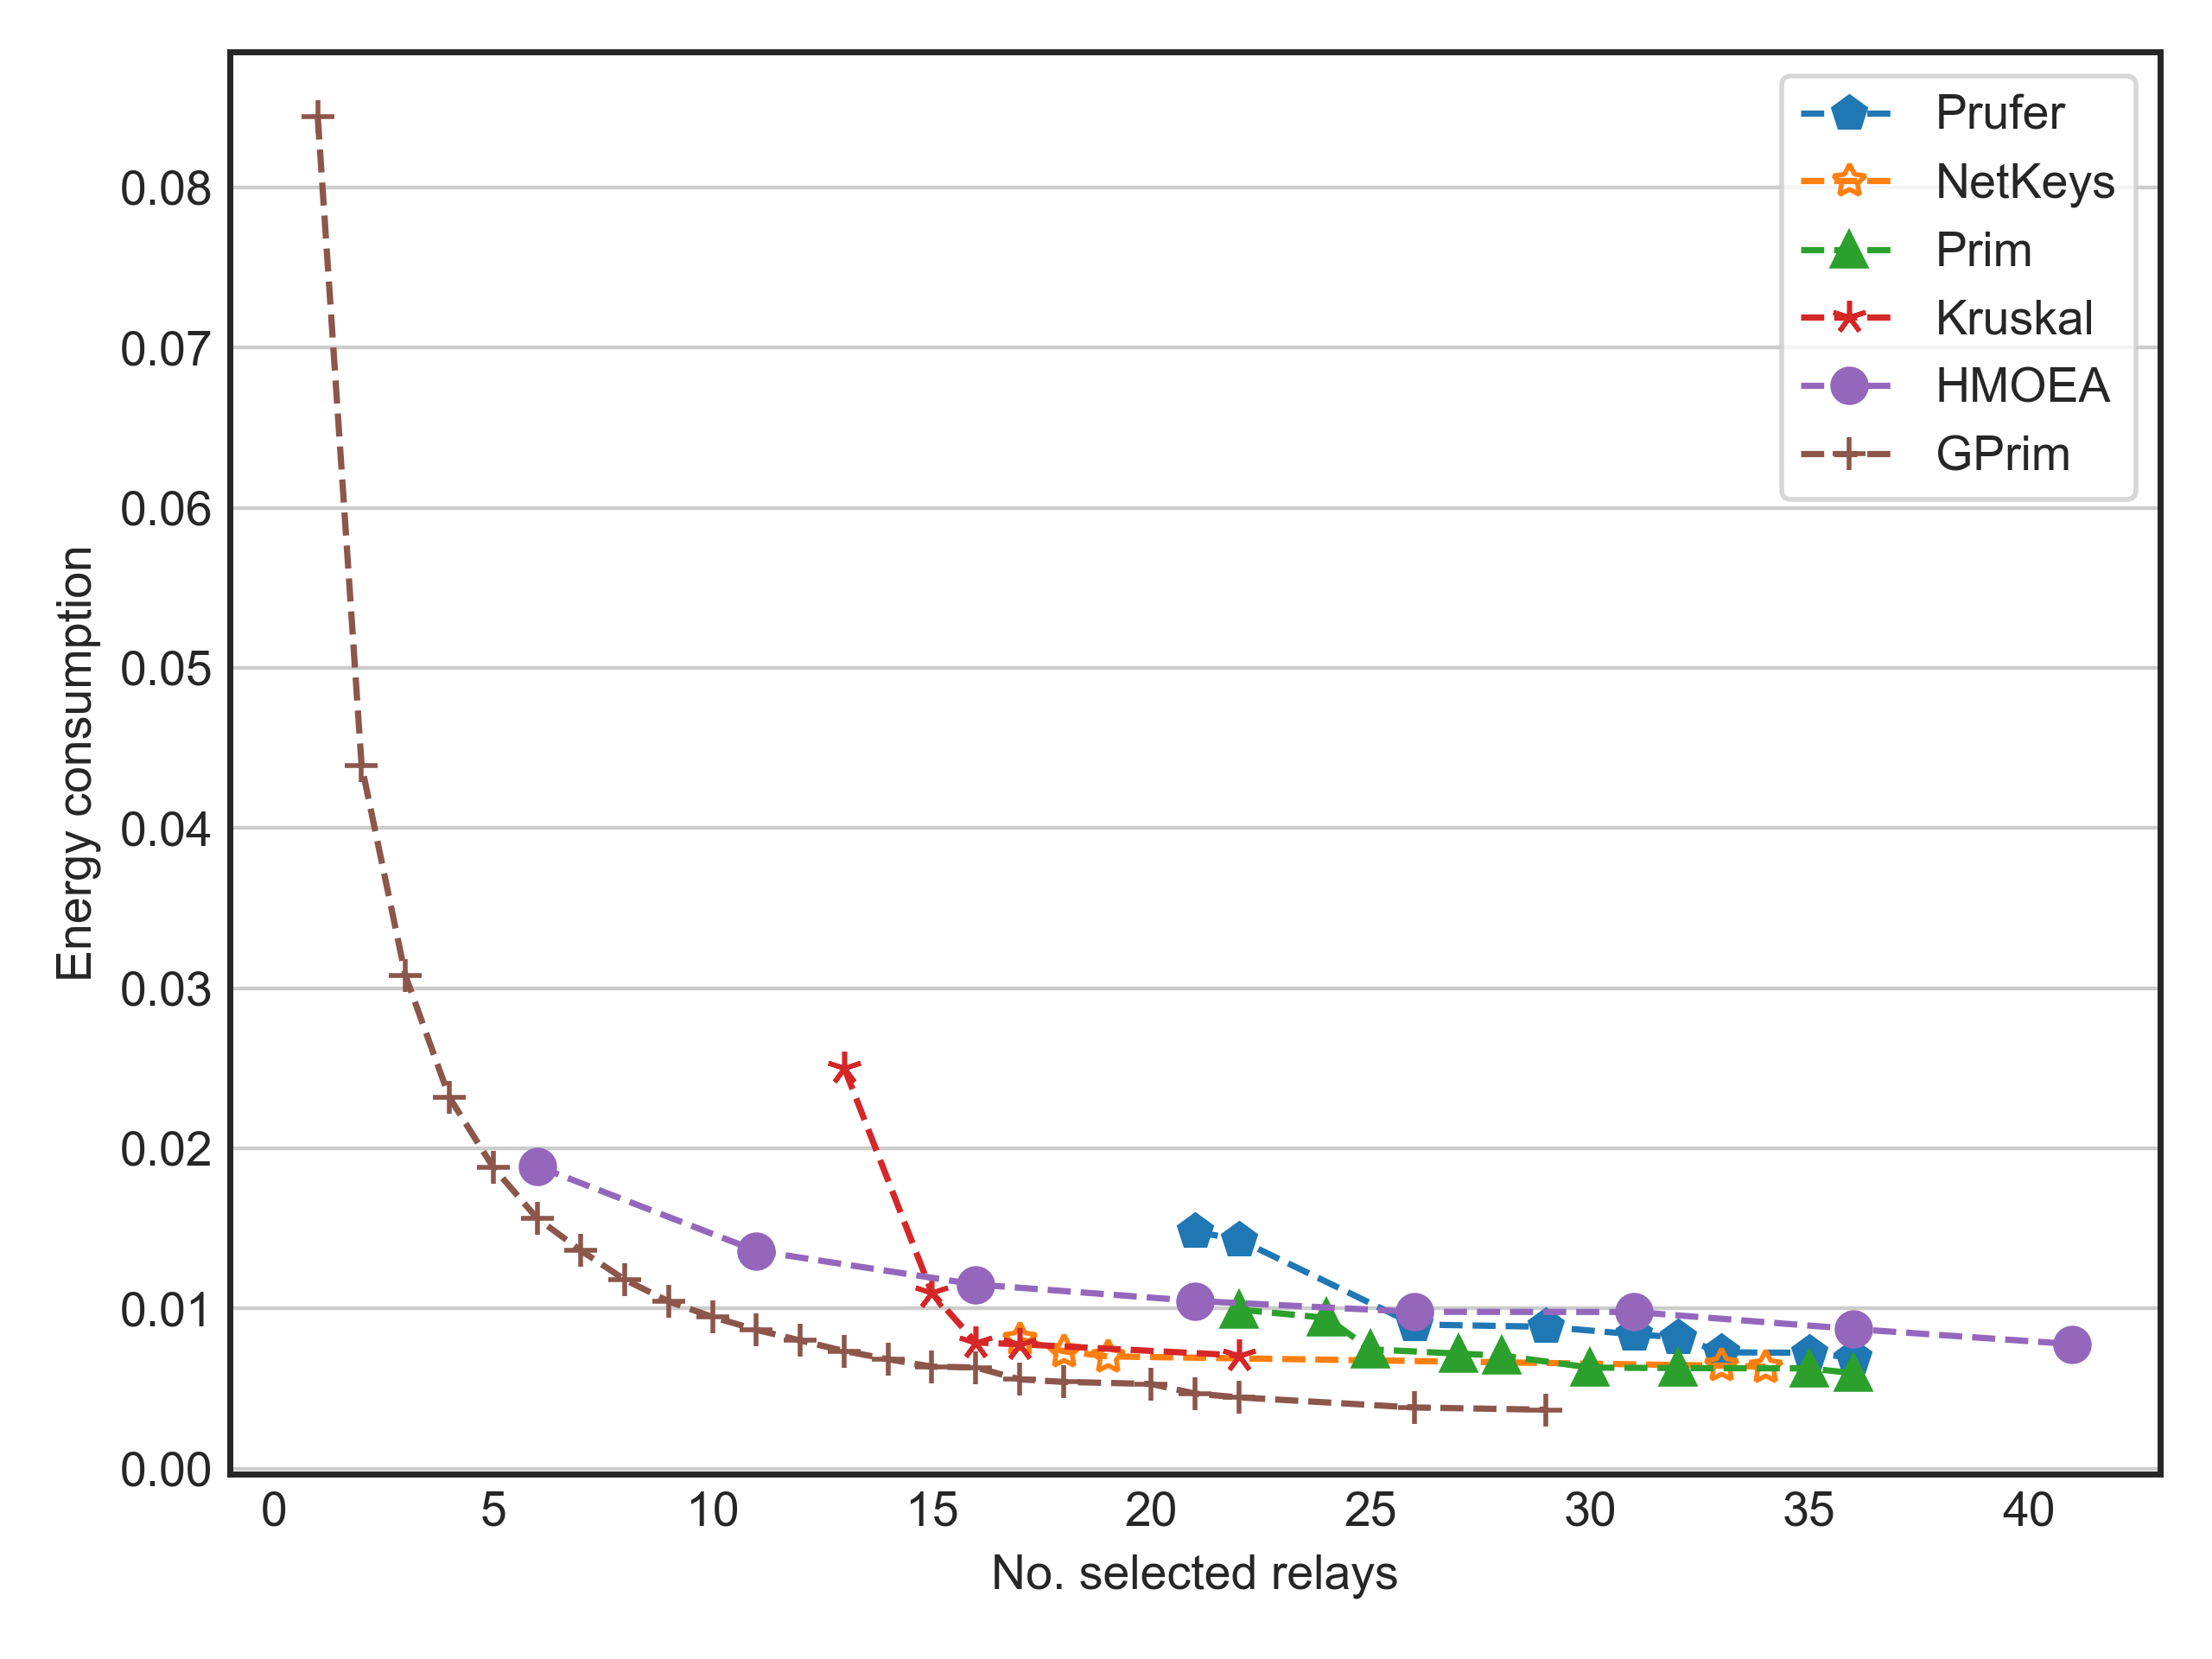 Prufer
NetKeys
Prim
Kruskal
HMOEA
GPrim
Energy consumption
0.08
0.07
0.06
0.05
0.04
0.03
0.02
0.01
0.00
0 5 10 15 20 25 30 35 40
No. selected relays